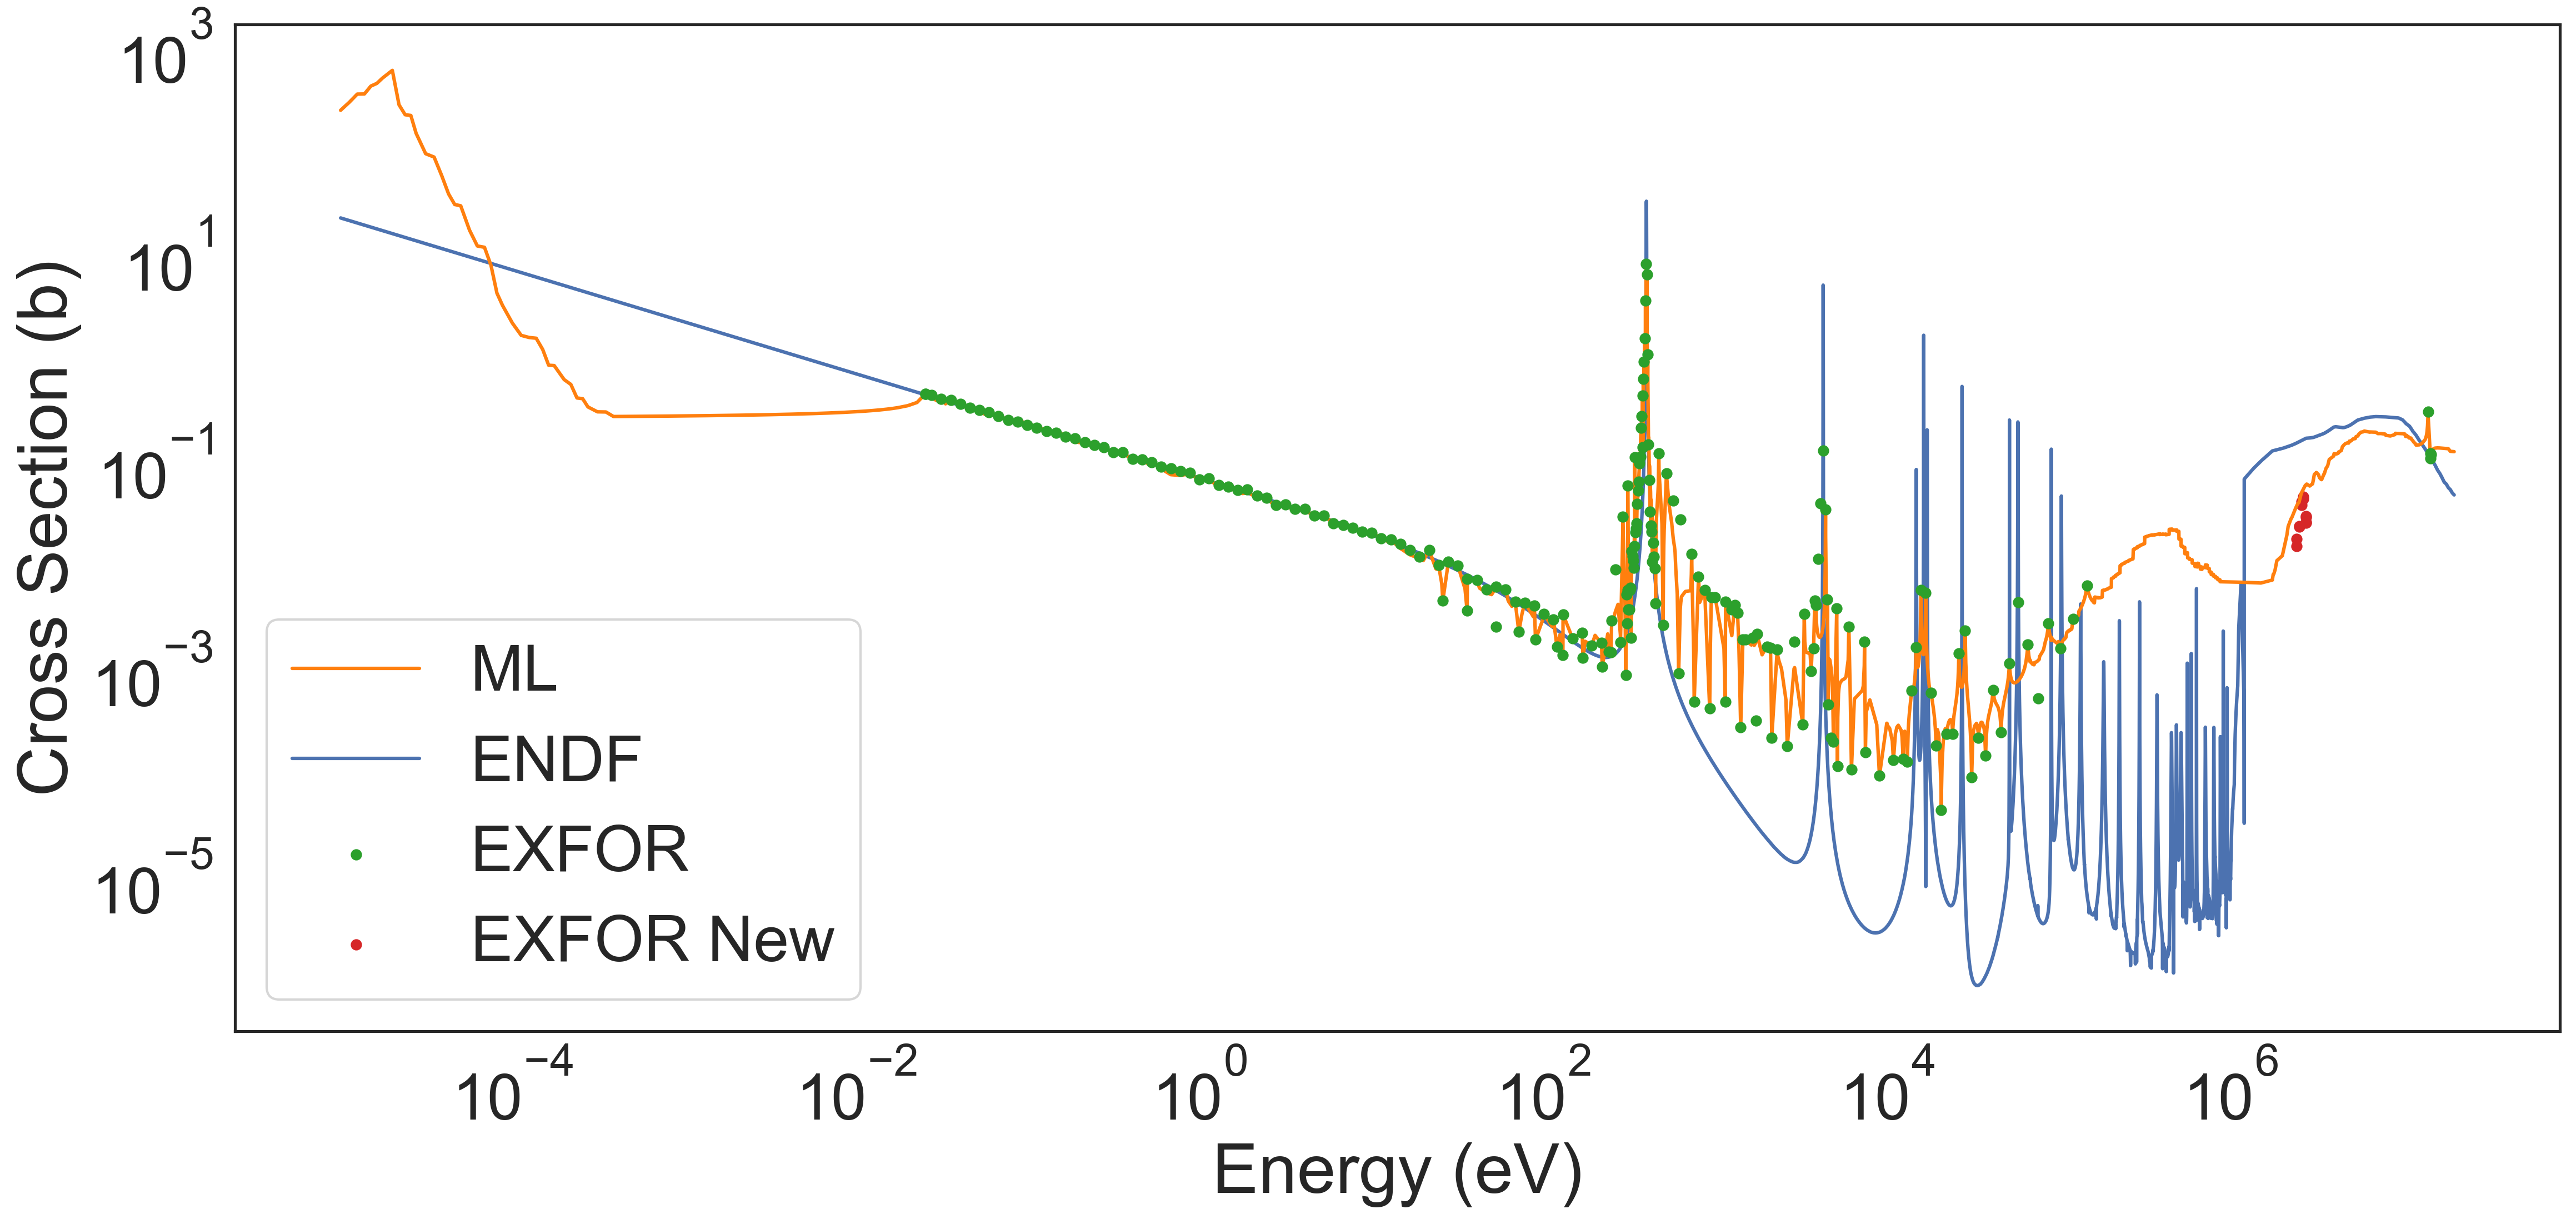 10^3
10^1
10^−1
10^−3
10^−5
Cross Section (b)
ML
ENDF
EXFOR
EXFOR New
10^−4
10^−2
10^0
10^2
10^4
10^6
Energy (eV)